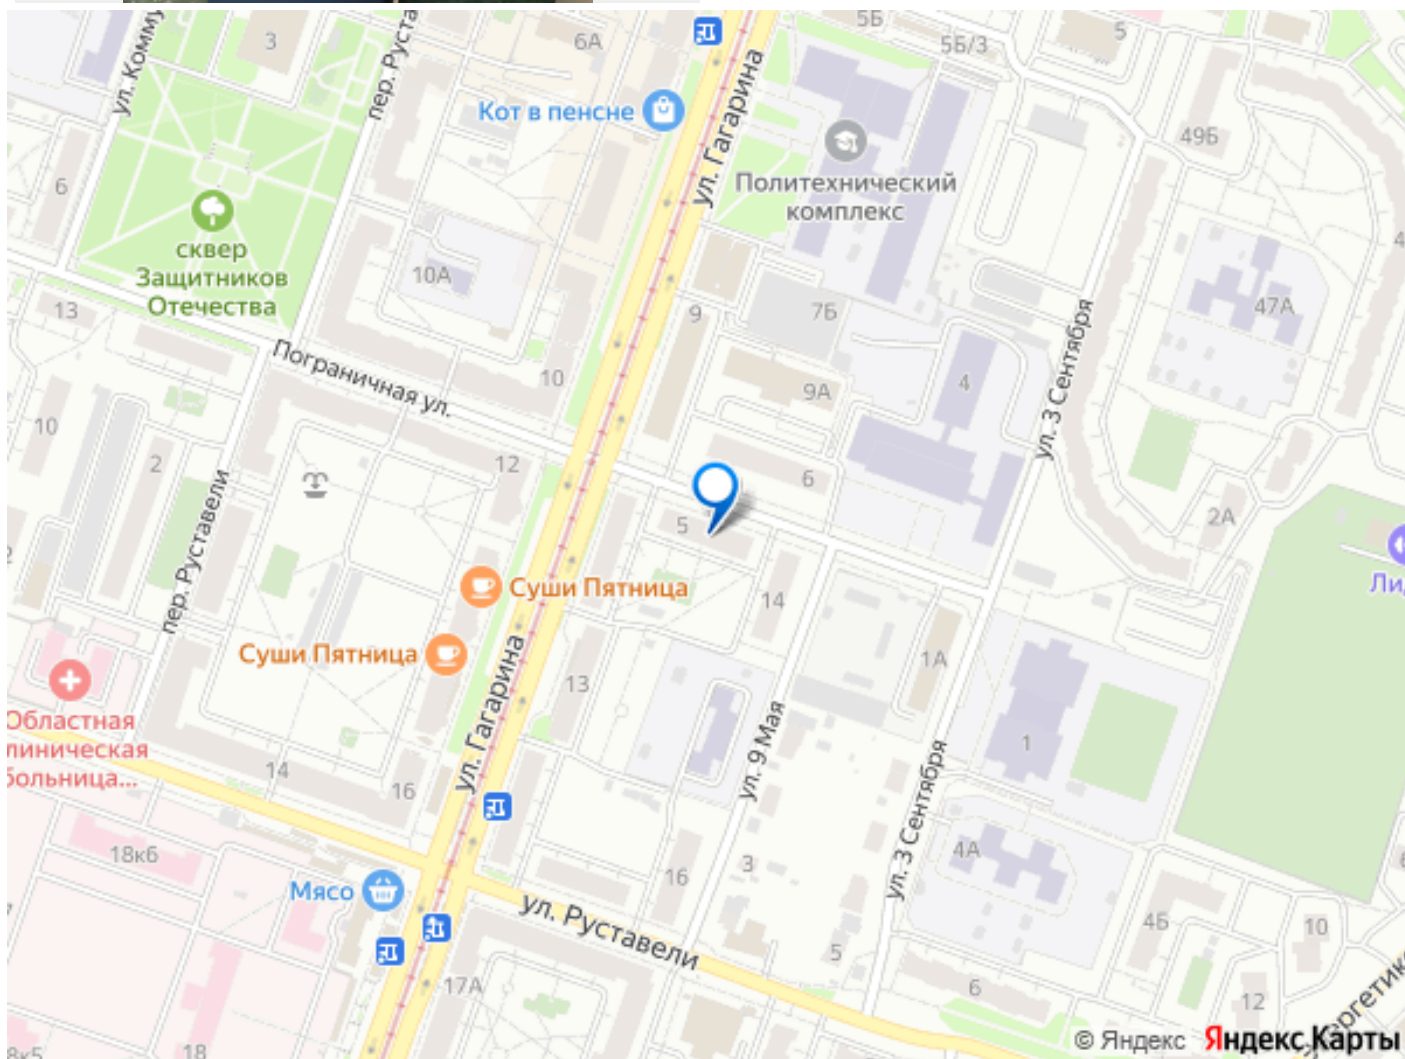 ул. Комму
3
пер. Руста
6А
ул. Гагарина
5Б
5Б/3
5
Кот в пенсне
49Б
Политехнический
комплекс
6
сквер
Защитников
Отечества
10А
13
9
7Б
47А
Пограничная ул.
10
9А
4
ул. 3 Сентября
10
2
12
6
5
2А
пер. Руставели
Суши Пятница
14
Ли
Суши Пятница
1А
Областная
линическая
больница...
ул. Гагарина
13
ул. 9 Мая
1
14
16
ул. 3 Сентября
18к6
Мясо
16
3
4А
ул. Руставели
4Б
10
5
17А
6
12
18
8к5
© Яндекс Яндекс Карты